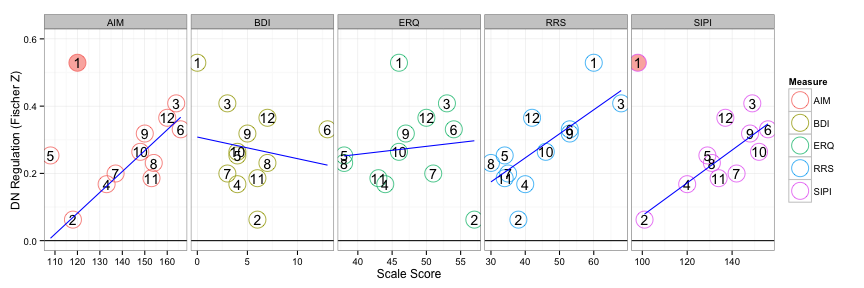 AIM BDI ERQ RRS SIPI
DN Regulation (Fischer Z)
0.6
0.4
0.2
0.0
1 3 12 6 9 10 5 8 7 11 4 2
1 3 12 6 9 10 5 8 7 11 4 2
1 3 12 6 9 10 5 8 7 11 4 2
1 3 12 6 9 10 5 8 7 11 4 2
1 3 12 6 9 10 5 8 7 11 4 2
110 120 130 140 150 160 0 5 10 40 45 50 55 30 40 50 60 100 120 140
Scale Score
Measure
AIM
BDI
ERQ
RRS
SIPI